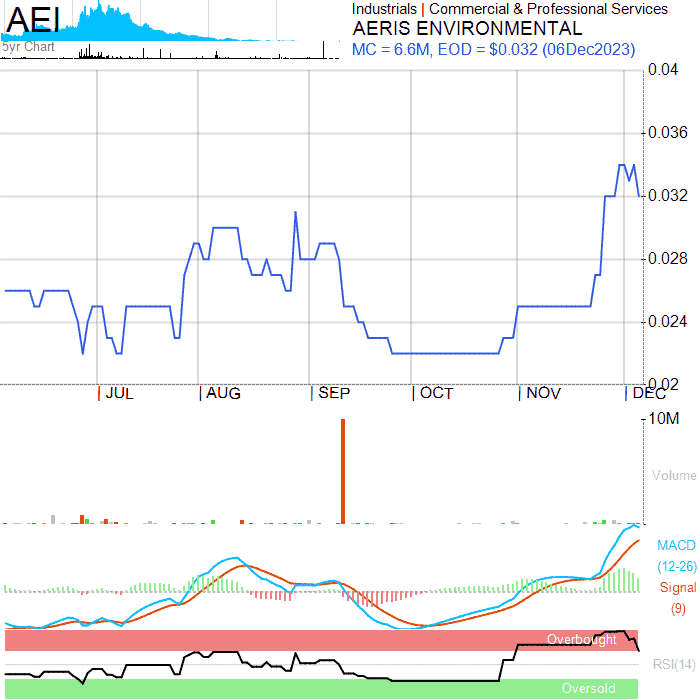 AEI
5yr Chart
Industrials | Commercial & Professional Services
AERIS ENVIRONMENTAL
MC = 6.6M, EOD = $0.032 (06Dec2023)
0.04
0.036
0.032
0.028
0.024
0.02
| JUL
| AUG
| SEP
| OCT
| NOV
| DEC
10M
Volume
MACD
(12-26)
Signal
(9)
Overbought
RSI(14)
Oversold